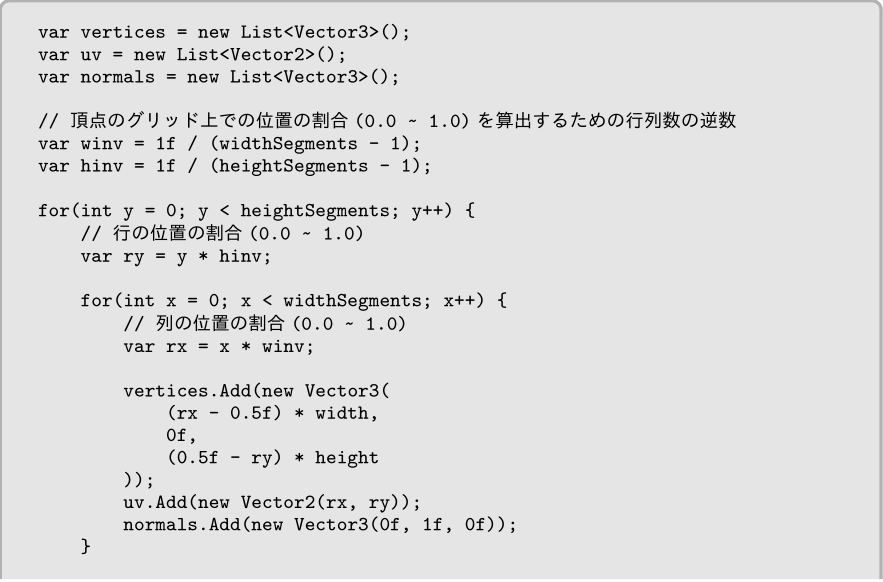 var vertices = new List<Vector3>();
var uv = new List<Vector2>();
var normals = new List<Vector3>();
// 頂点のグリッド上での位置の割合 (0.0 ~ 1.0) を算出するための行列数の逆数
var winv = 1f / (widthSegments - 1);
var hinv = 1f / (heightSegments - 1);
for(int y = 0; y < heightSegments; y++) {
    // 行の位置の割合 (0.0 ~ 1.0)
    var ry = y * hinv;
    for(int x = 0; x < widthSegments; x++) {
        // 列の位置の割合 (0.0 ~ 1.0)
        var rx = x * winv;
        vertices.Add(new Vector3(
            (rx - 0.5f) * width,
            0f,
            (0.5f - ry) * height
        ));
        uv.Add(new Vector2(rx, ry));
        normals.Add(new Vector3(0f, 1f, 0f));
    }